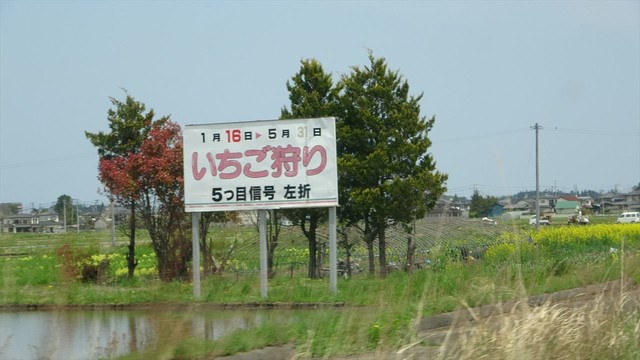 1月16日▶5月31日
いちご狩り
5つ目信号 左折